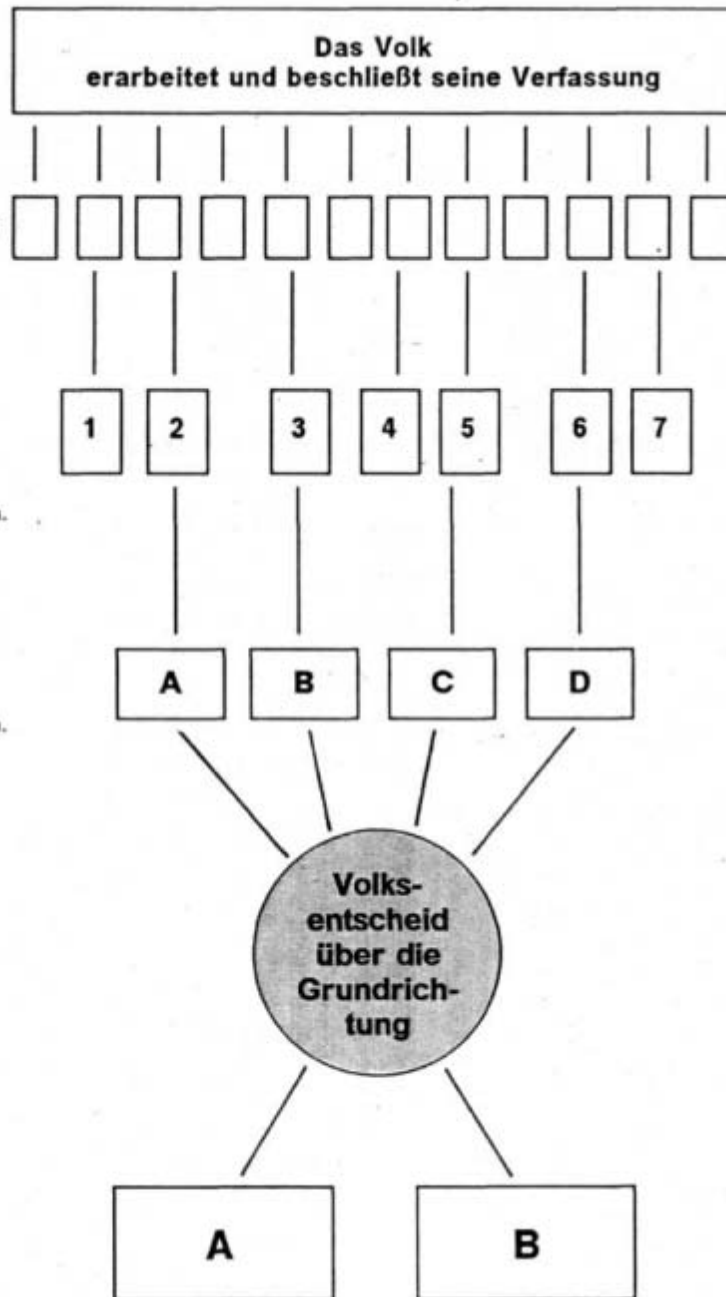 Das Volk
erarbeitet und beschließt seine Verfassung
1 2 3 4 5 6 7
A B C D
Volks-
entscheid
über die
Grundrich-
tung
A B